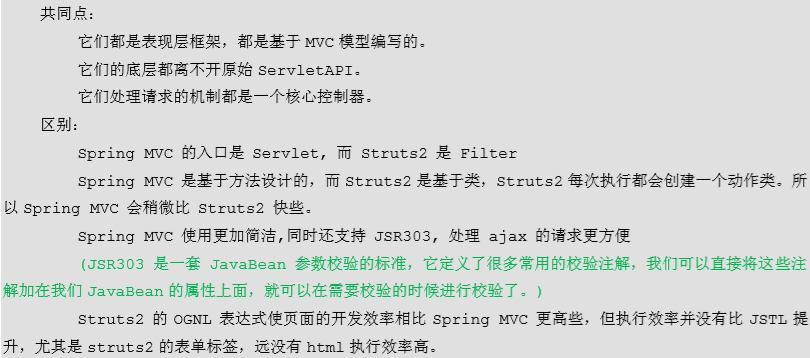 共同点：
它们都是表现层框架，都是基于 MVC 模型编写的。
它们的底层都离不开原始 ServletAPI。
它们处理请求的机制都是一个核心控制器。
区别：
Spring MVC 的入口是 Servlet, 而 Struts2 是 Filter
Spring MVC 是基于方法设计的，而 Struts2 是基于类，Struts2 每次执行都会创建一个动作类。所
以 Spring MVC 会稍微比 Struts2 快些。
Spring MVC 使用更加简洁,同时还支持 JSR303, 处理 ajax 的请求更方便
(JSR303 是一套 JavaBean 参数校验的标准，它定义了很多常用的校验注解，我们可以直接将这些注
解加在我们 JavaBean 的属性上面，就可以在需要校验的时候进行校验了。)
Struts2 的 OGNL 表达式使页面的开发效率相比 Spring MVC 更高些，但执行效率并没有比 JSTL 提
升，尤其是 struts2 的表单标签，远没有 html 执行效率高。